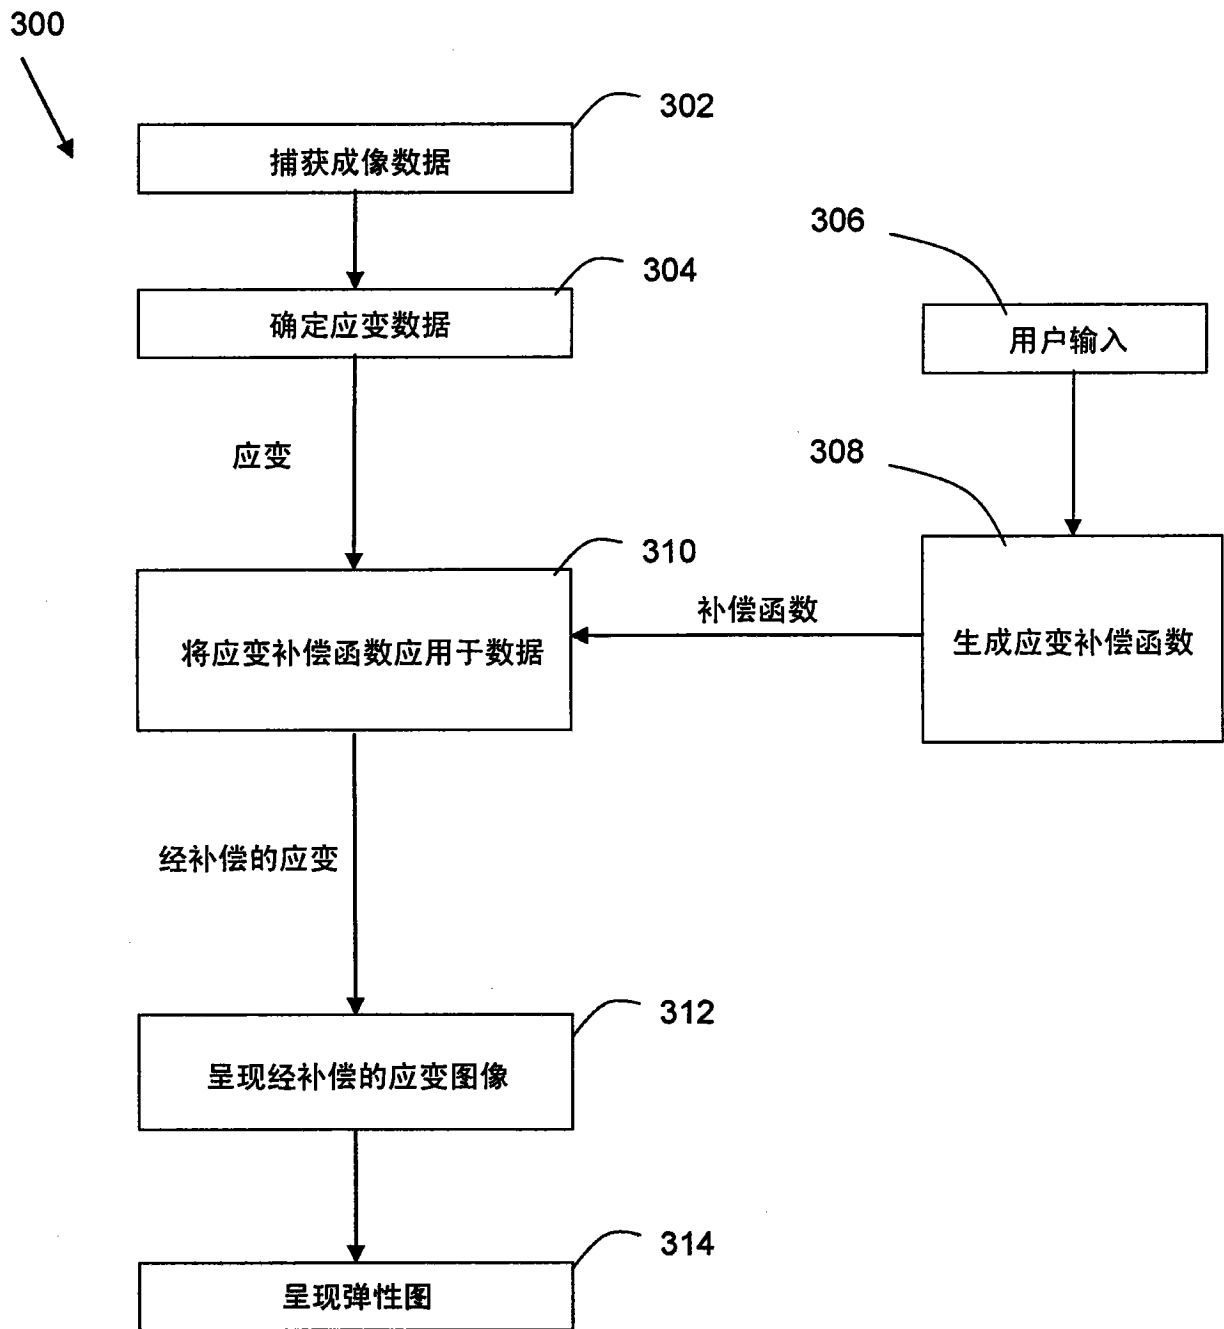 300
302
捕获成像数据
304
确定应变数据
306
用户输入
应变
308
310
补偿函数
将应变补偿函数应用于数据
生成应变补偿函数
经补偿的应变
312
呈现经补偿的应变图像
314
呈现弹性图